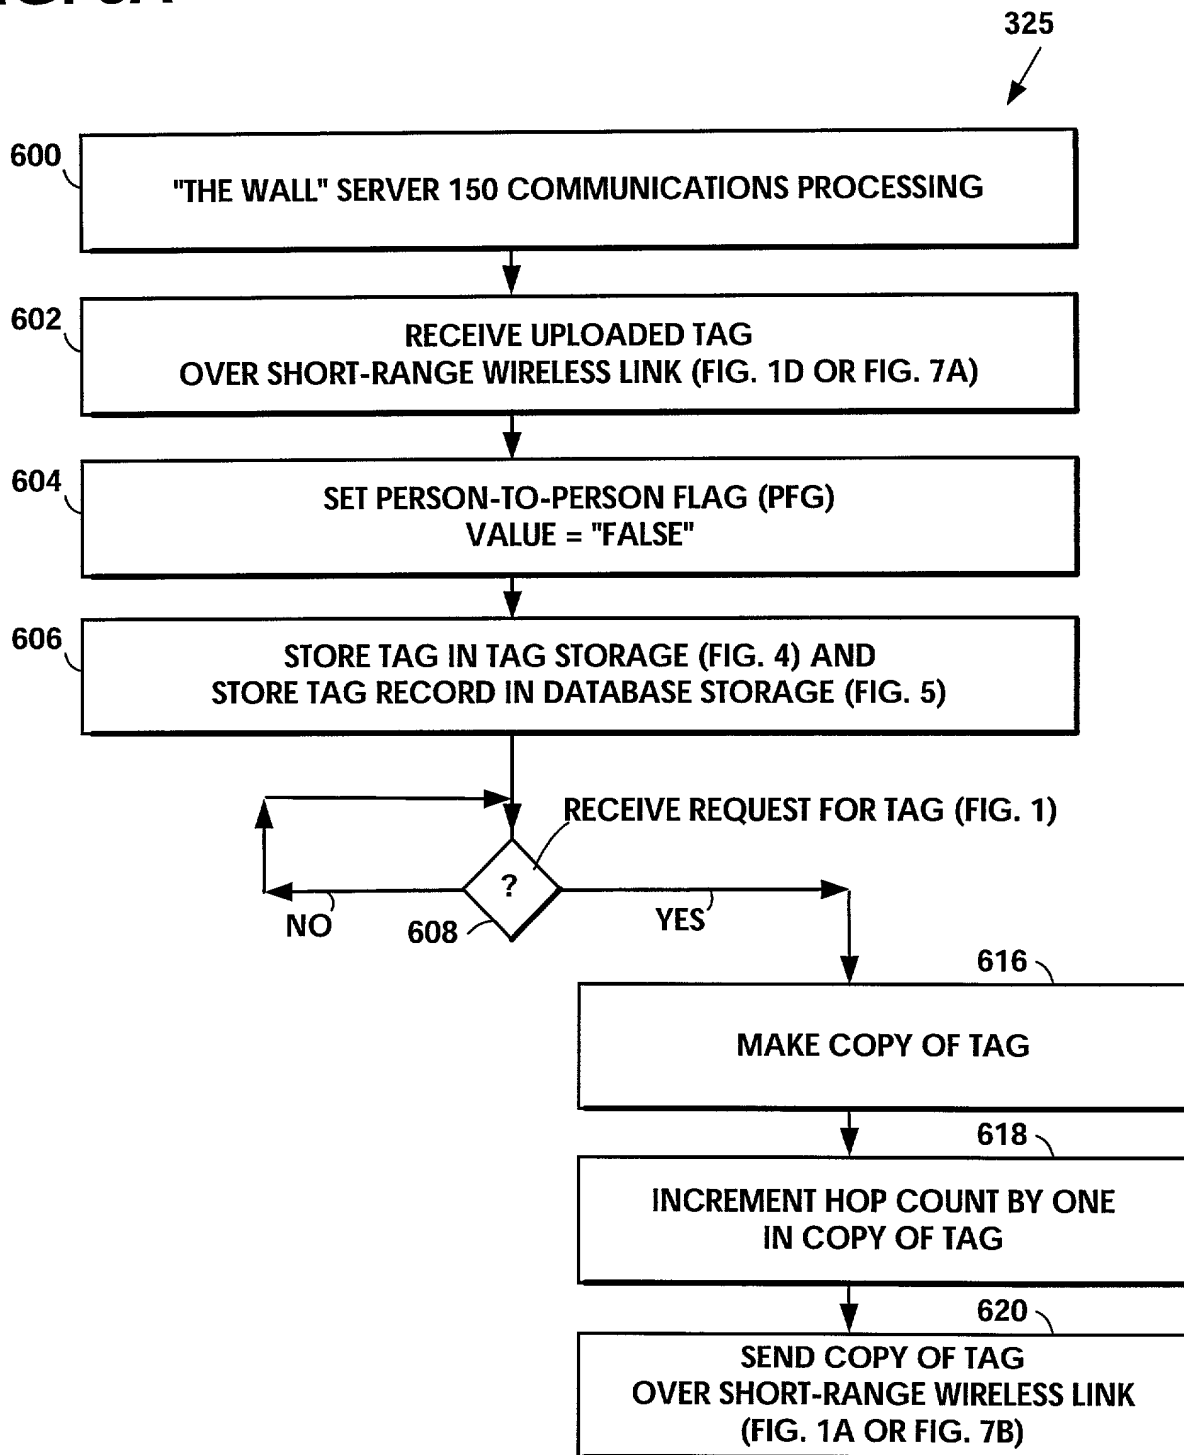 325
600
"THE WALL" SERVER 150 COMMUNICATIONS PROCESSING
602
RECEIVE UPLOADED TAG
OVER SHORT-RANGE WIRELESS LINK (FIG. 1D OR FIG. 7A)
604
SET PERSON-TO-PERSON FLAG (PFG)
VALUE = "FALSE"
606
STORE TAG IN TAG STORAGE (FIG. 4) AND
STORE TAG RECORD IN DATABASE STORAGE (FIG. 5)
RECEIVE REQUEST FOR TAG (FIG. 1)
?
NO
608
YES
616
MAKE COPY OF TAG
618
INCREMENT HOP COUNT BY ONE
IN COPY OF TAG
620
SEND COPY OF TAG
OVER SHORT-RANGE WIRELESS LINK
(FIG. 1A OR FIG. 7B)